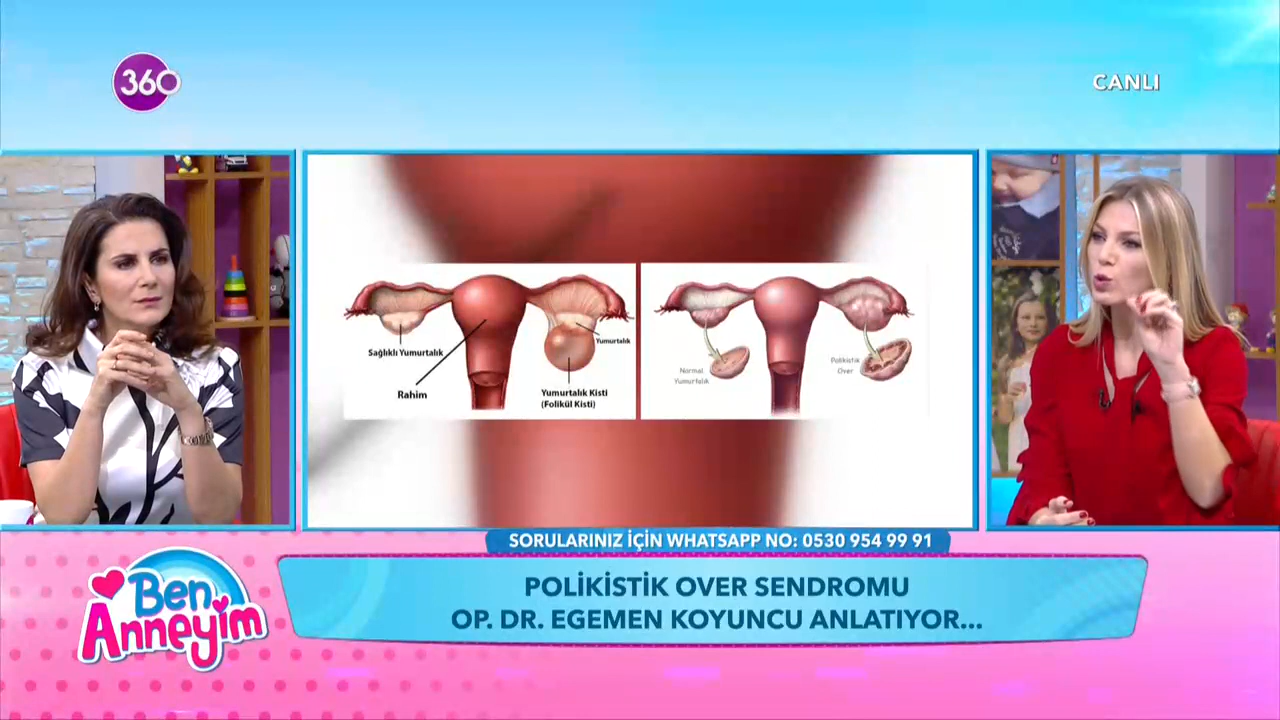 360
CANLI
Sağlıklı Yumurtalık
Rahim
Yumurtalık
Yumurtalık Kisti
(Folikül Kisti)
Normal
Yumurtalık
Polikistik
Over
SORULARINIZ İÇİN WHATSAPP NO: 0530 954 99 91
POLİKİSTİK OVER SENDROMU
OP. DR. EGEMEN KOYUNCU ANLATIYOR...
Ben
Anneyim